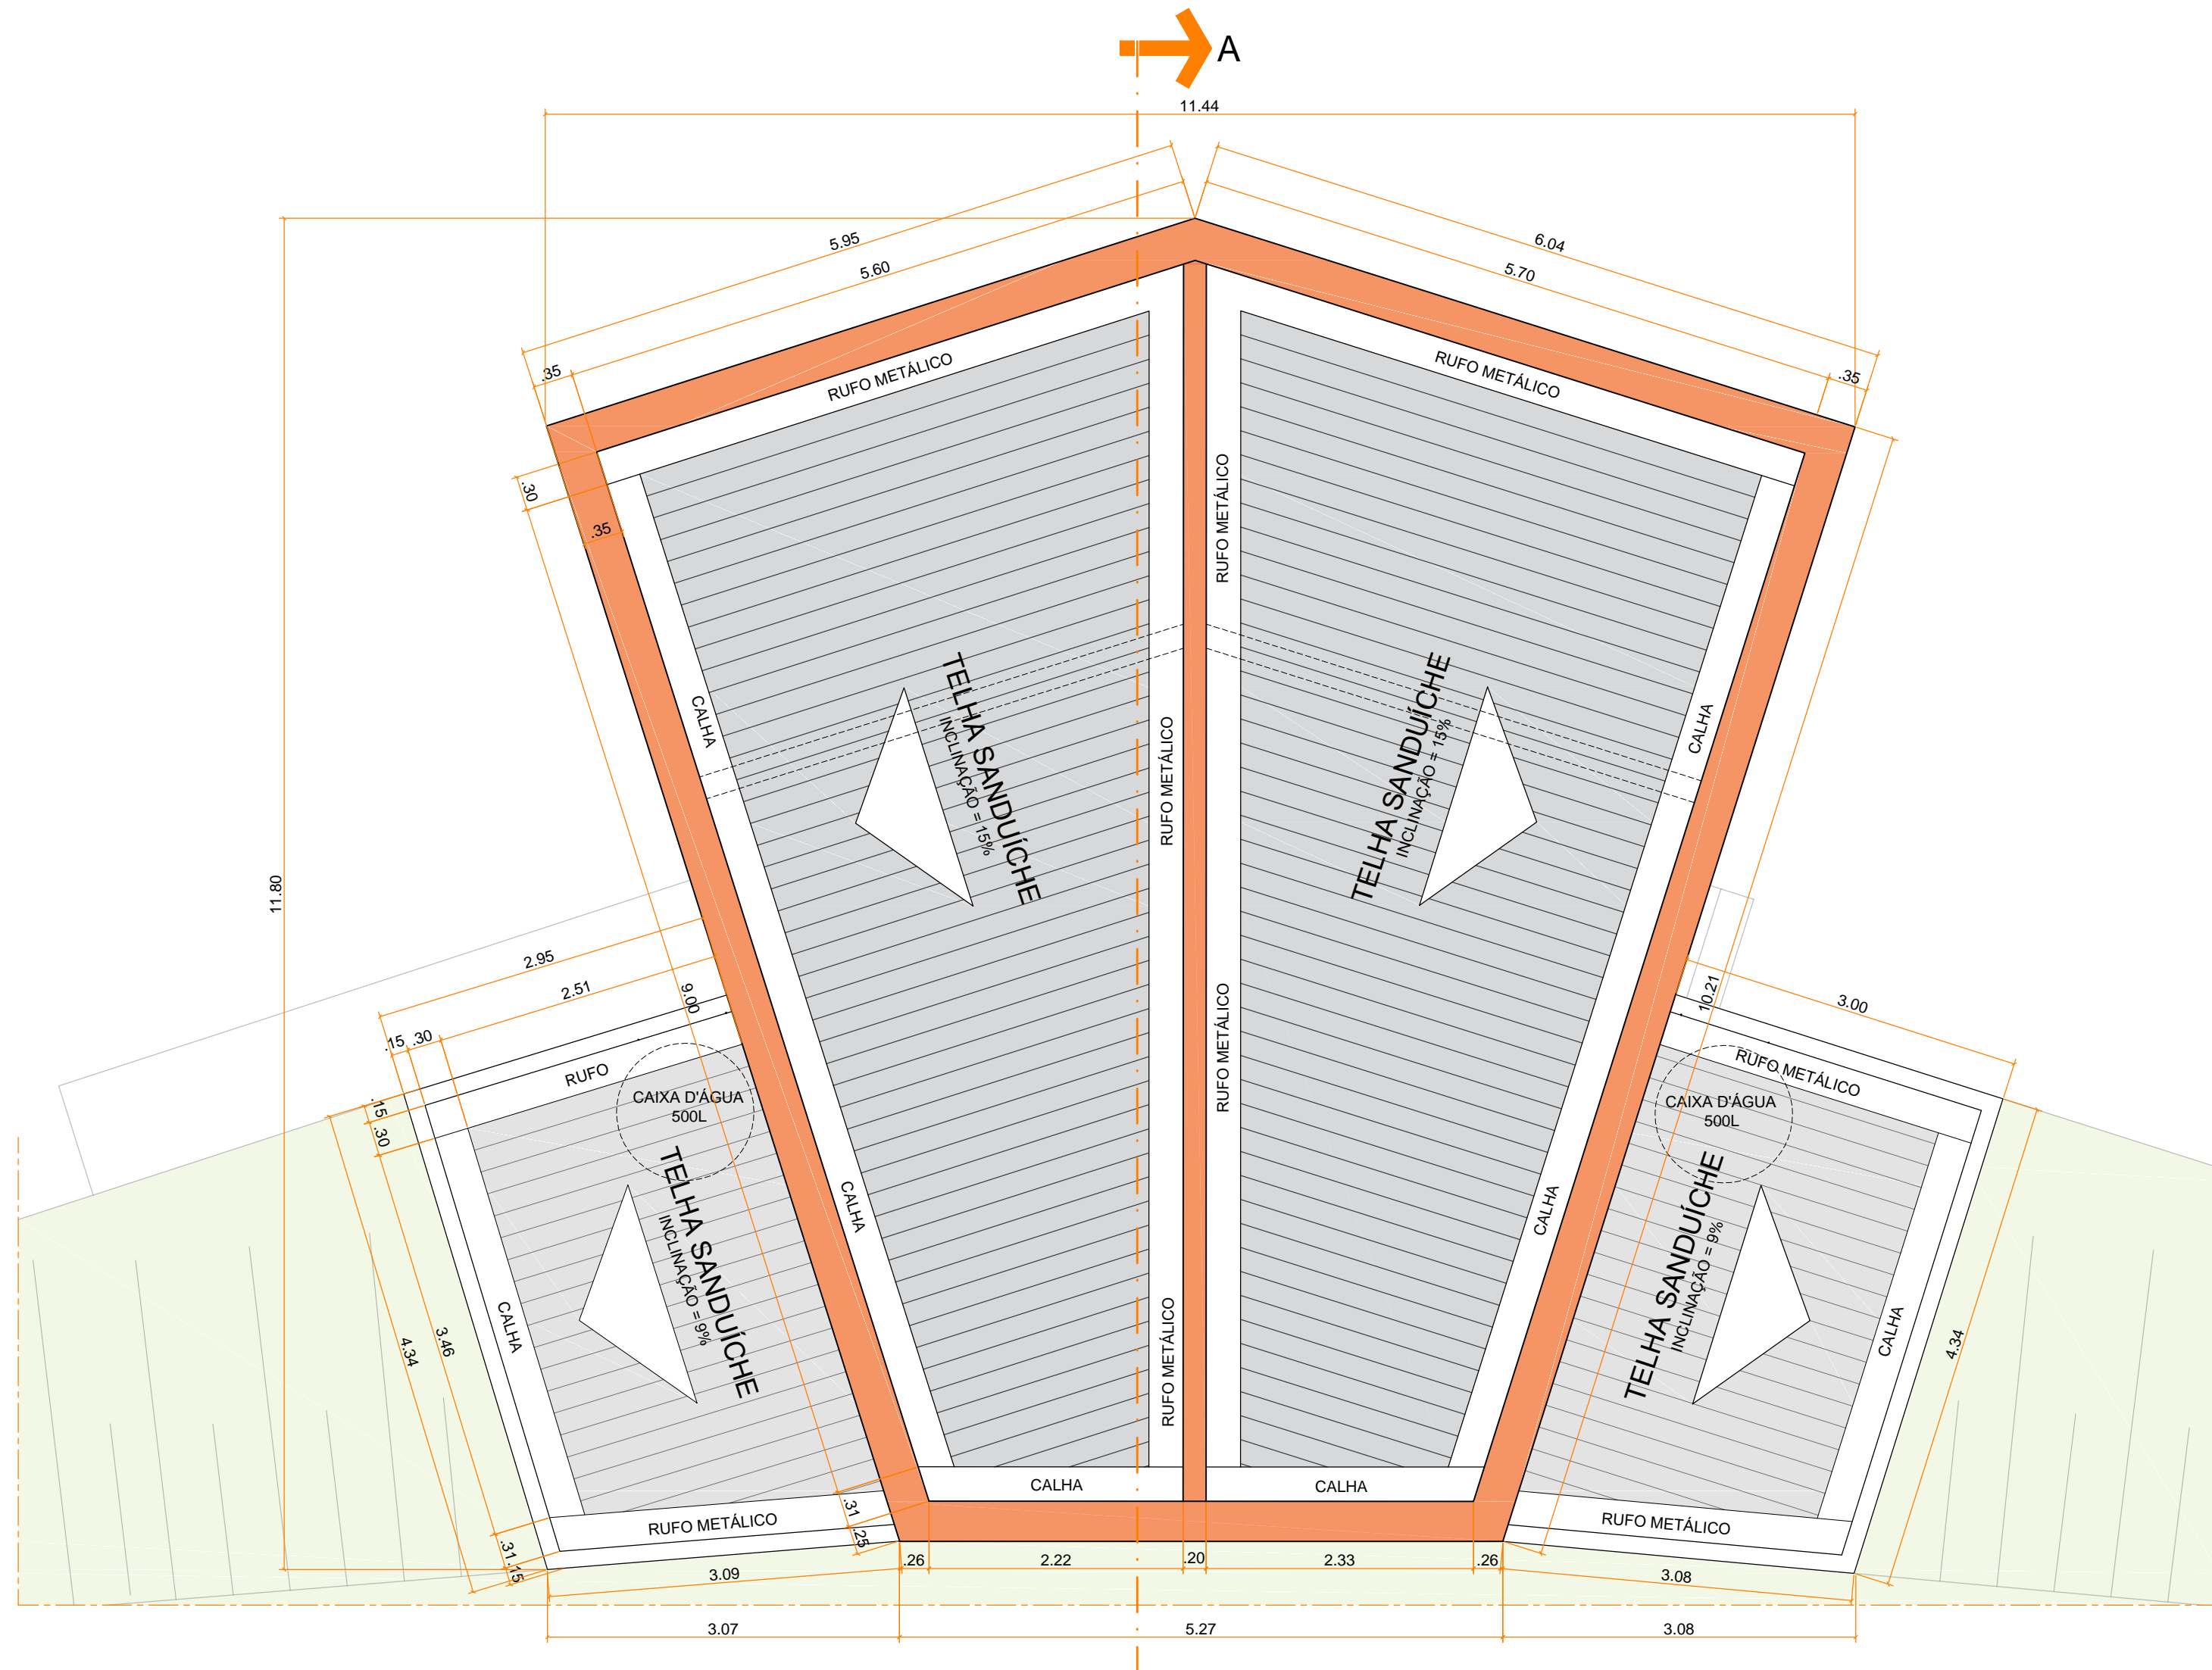 A
11.44
5.95
5.60
6.04
5.70
.35
.35
RUFO METÁLICO
RUFO METÁLICO
.30
.35
RUFO METÁLICO
CALHA
TELHA SANDUÍCHE
INCLINAÇÃO = 15%
RUFO METÁLICO
TELHA SANDUÍCHE
INCLINAÇÃO = 15%
CALHA
11.80
2.95
2.51
9.00
.15
.30
10.21
3.00
RUFO
RUFO METÁLICO
RUFO METÁLICO
CAIXA D'ÁGUA
500L
CAIXA D'ÁGUA
500L
.15
.30
CALHA
CALHA
TELHA SANDUÍCHE
INCLINAÇÃO = 9%
TELHA SANDUÍCHE
INCLINAÇÃO = 9%
CALHA
3.46
4.34
CALHA
4.34
RUFO METÁLICO
CALHA
CALHA
RUFO METÁLICO
RUFO METÁLICO
.31
.25
.31
.15
.26
2.22
.20
2.33
.26
3.09
3.08
3.07
5.27
3.08